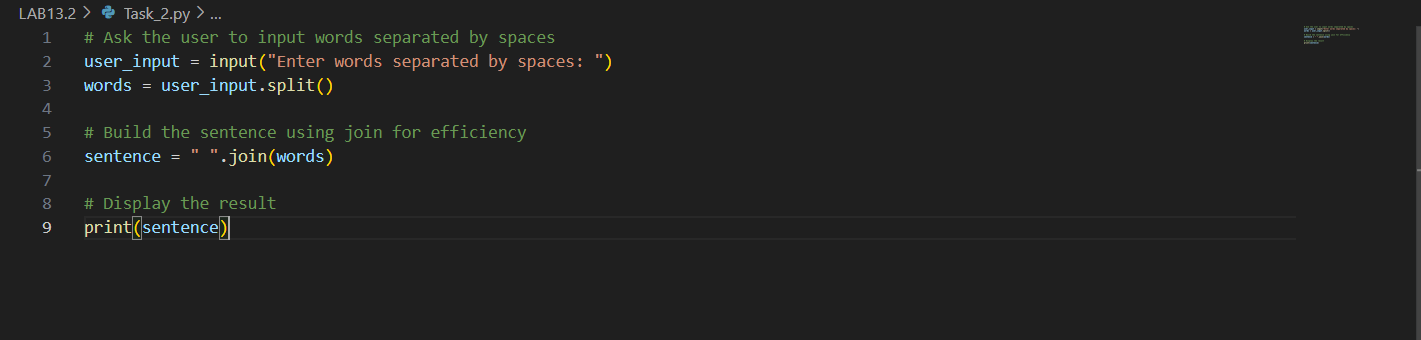 LAB13.2 > Task_2.py > ...
1 # Ask the user to input words separated by spaces
2 user_input = input("Enter words separated by spaces: ")
3 words = user_input.split()
4
5 # Build the sentence using join for efficiency
6 sentence = " ".join(words)
7
8 # Display the result
9 print(sentence)